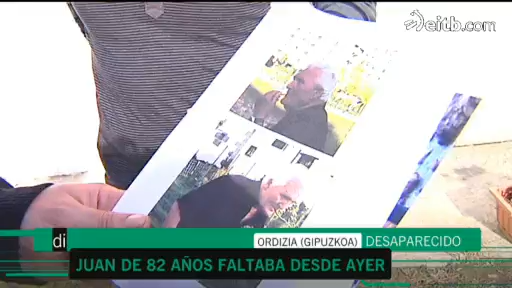 eitb.com
di
ORDIZIA (GIPUZKOA) DESAPARECIDO
JUAN DE 82 AÑOS FALTABA DESDE AYER